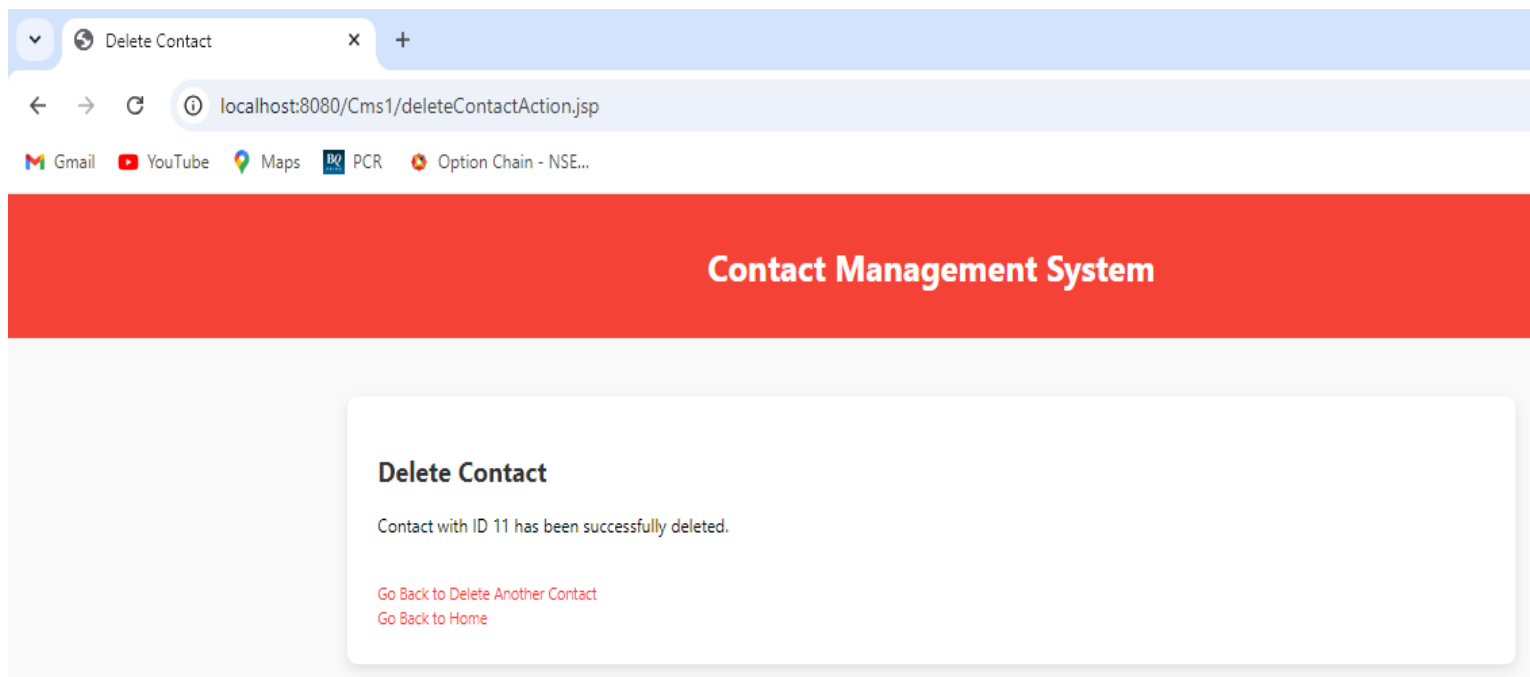 Delete Contact
localhost:8080/Cms1/deleteContactAction.jsp
Gmail YouTube Maps BQ PCR Option Chain - NSE...
Contact Management System
Delete Contact
Contact with ID 11 has been successfully deleted.
Go Back to Delete Another Contact
Go Back to Home